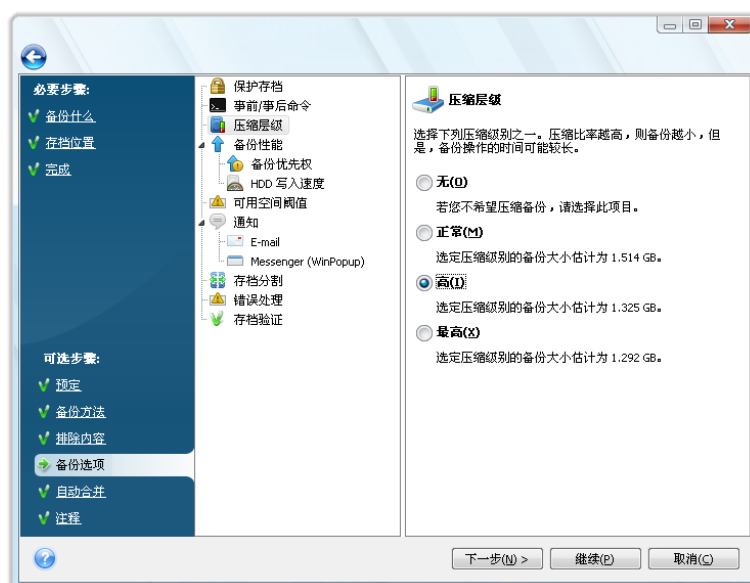 必要步骤:
备份什么
存档位置
完成
可选步骤:
预定
备份方法
排除内容
备份选项
自动合并
注释
保护存档
事前/事后命令
压缩层级
备份性能
备份优先权
HDD 写入速度
可用空间阈值
通知
E-mail
Messenger (WinPopup)
存档分割
错误处理
存档验证
压缩层级
选择下列压缩级别之一。压缩比率越高，则备份越小，但
是，备份操作的时间可能较长。
无(O)
若您不希望压缩备份，请选择此项目。
正常(M)
选定压缩级别的备份大小估计为 1.514 GB。
高(I)
选定压缩级别的备份大小估计为 1.325 GB。
最高(X)
选定压缩级别的备份大小估计为 1.292 GB。
下一步(N) >
继续(P)
取消(C)